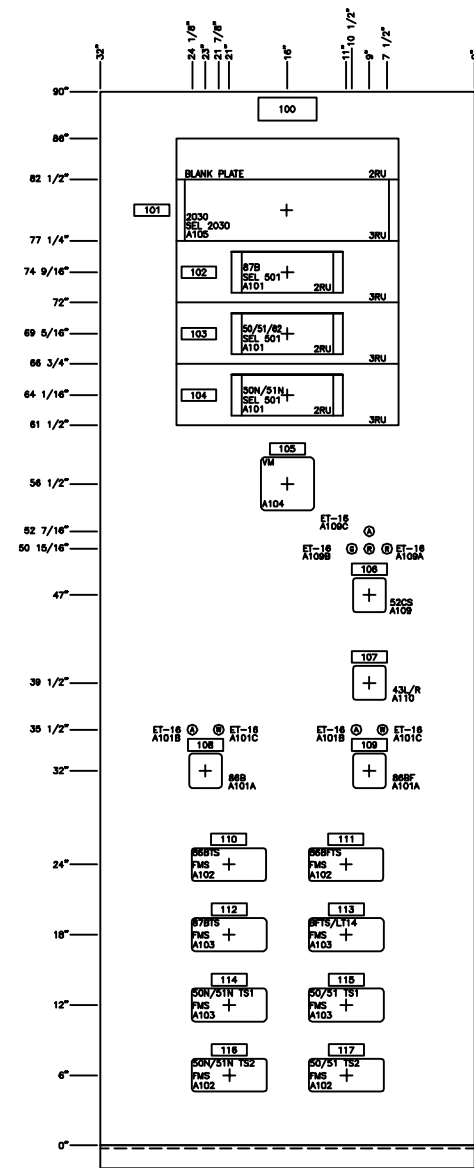 32"
24 1/8"
23"
21 7/8"
21"
16"
11"
10 1/2"
9"
7 1/2"
0"
90"
100
86"
BLANK PLATE 2RU
82 1/2"
101
2030
SEL 2030
A105
3RU
77 1/4"
87B
SEL 501
A101
2RU
3RU
74 9/16"
102
72"
50/51/62
SEL 501
A101
2RU
3RU
69 5/16"
103
66 3/4"
50N/51N
SEL 501
A101
2RU
3RU
64 1/16"
104
61 1/2"
105
VM
A104
56 1/2"
ET-16
A109C
A
52 7/16"
50 15/16"
ET-16
A109B
G R R
ET-16
A109A
106
47"
52CS
A109
107
39 1/2"
43L/R
A110
35 1/2"
ET-16
A101B
A W
ET-16
A101C
ET-16
A101B
A W
ET-16
A101C
108
109
32"
86B
A101A
86BF
A101A
110
111
24"
86BTS
FMS
A102
86BFTS
FMS
A102
112
113
18"
87BTS
FMS
A103
BFTS/LT14
FMS
A103
114
115
12"
50N/51N TS1
FMS
A103
50/51 TS1
FMS
A103
116
117
6"
50N/51N TS2
FMS
A102
50/51 TS2
FMS
A102
0"